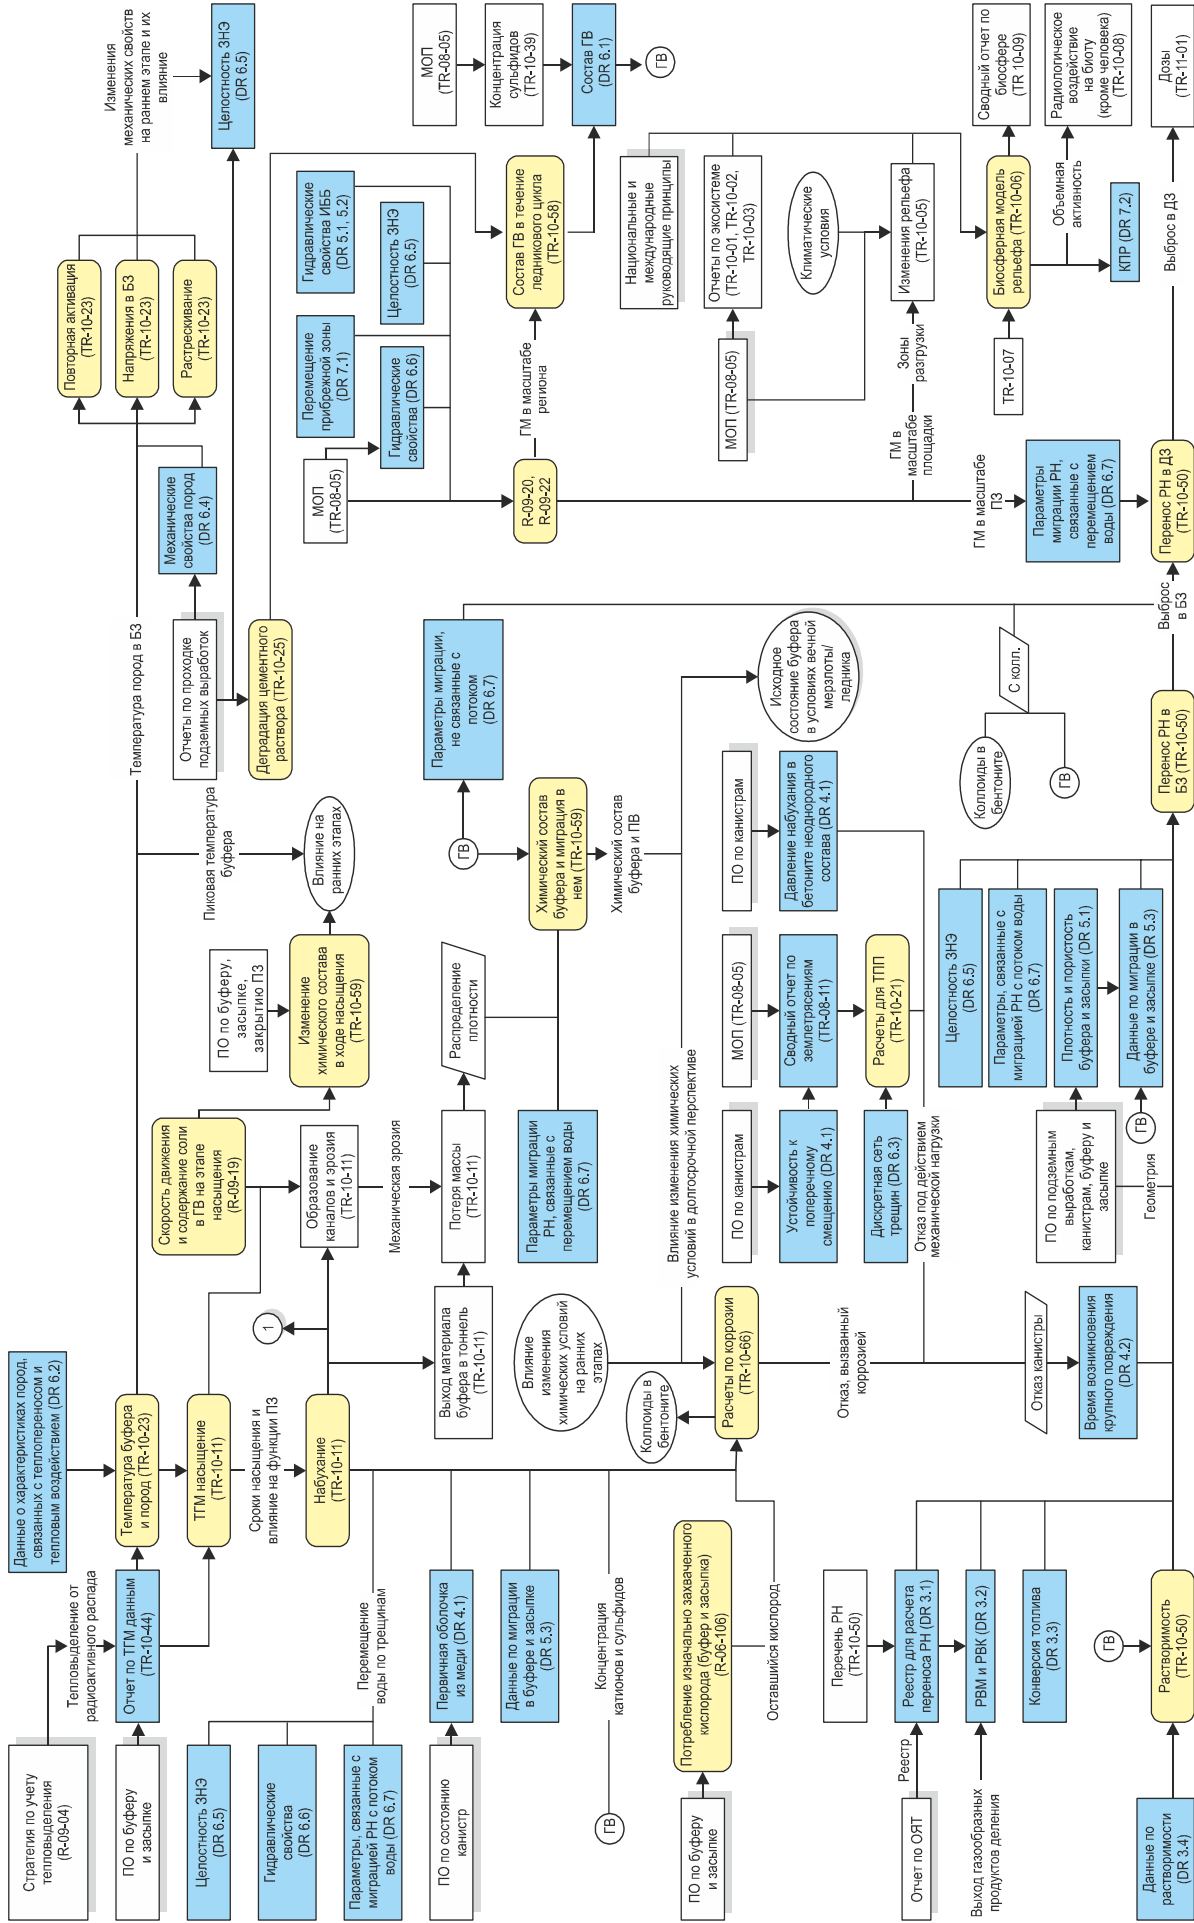 Стратегия по учету
тепловыделения
(R-09-04)
Тепловыделение от
радиоактивного распада
Данные о характеристиках пород,
связанных с теплопереносом и
тепловым воздействием (DR 6.2)
ПО по буферу
и засыпке
Отчет по ТГМ данным
(TR-10-44)
Температура буфера
и пород (TR-10-23)
Температура пород в БЗ
Повторная активация
(TR-10-23)
Напряжения в БЗ
(TR-10-23)
Растрескивание
(TR-10-23)
Изменения
механических свойств
на раннем этапе и их
влияние
Целостность ЗНЭ
(DR 6.5)
Механические
свойства пород
(DR 6.4)
Отчеты по проходке
подземных выработок
Пиковая температура
буфера
Деградация цементного
раствора (TR-10-25)
Целостность ЗНЭ
(DR 6.5)
Гидравлические
свойства
(DR 6.6)
Параметры, связанные с
миграцией РН с потоком
воды (DR 6.7)
ТГМ насыщение
(TR-10-11)
Сроки насыщения и
влияние на функции ПЗ
Набухание
(TR-10-11)
1
Скорость движения
и содержание соли
в ГВ на этапе
насыщения
(R-09-19)
ПО по буферу,
засыпке,
закрытию ПЗ
Изменение
химического состава
в ходе насыщения
(TR-10-59)
Влияние на
ранних этапах
Образование
каналов и эрозия
(TR-10-11)
Механическая эрозия
Выход материала
буфера в тоннель
(TR-10-11)
Потеря массы
(TR-10-11)
Распределение
плотности
Перемещение
воды по трещинам
ПО по состоянию
канистр
Первичная оболочка
из меди (DR 4.1)
Данные по миграции
в буфере и засыпке
(DR 5.3)
ГВ
Концентрация
катионов и сульфидов
ПО по буферу
и засыпке
Потребление изначально захваченного
кислорода (буфер и засыпка)
(R-06-106)
Оставшийся кислород
Влияние
изменения
химических условий
на ранних
этапах
Коллоиды в
бентоните
Расчеты по коррозии
(TR-10-66)
Отказ, вызванный
коррозией
Параметры миграции
РН, связанные с
перемещением воды
(DR 6.7)
ГВ
Параметры миграции,
не связанные с
потоком
(DR 6.7)
Химический состав
буфера и миграция в
нем (TR-10-59)
Химический состав
буфера и ПВ
Влияние изменения химических
условий в долгосрочной перспективе
Исходное
состояние буфера
в условиях вечной
мерзлоты/
ледника
ПО по канистрам
Устойчивость к
поперечному
смещению (DR 4.1)
МОП (TR-08-05)
Сводный отчет по
землетрясениям
(TR-08-11)
ПО по канистрам
Давление набухания в
бетоните неоднородного
состава (DR 4.1)
Дискретная сеть
трещин (DR 6.3)
Расчеты для ТПП
(TR-10-21)
Отказ под действием
механической нагрузки
МОП
(TR-08-05)
Перемещение
прибрежной зоны
(DR 7.1)
Гидравлические
свойства ИББ
(DR 5.1, 5.2)
Гидравлические
свойства (DR 6.6)
Целостность ЗНЭ
(DR 6.5)
R-09-20,
R-09-22
ГМ в масштабе
региона
Состав ГВ в течение
ледникового цикла
(TR-10-58)
МОП
(TR-08-05)
Концентрация
сульфидов
(TR-10-39)
Состав ГВ
(DR 6.1)
ГВ
Национальные и
международные
руководящие принципы
Отчеты по экосистеме
(TR-10-01, TR-10-02,
TR-10-03)
МОП (TR-08-05)
Климатические
условия
Изменения рельефа
(TR-10-05)
Зоны
разгрузки
ГМ в
масштабе
площадки
ГМ в масштабе
ПЗ
TR-10-07
Биосферная модель
рельефа (TR-10-06)
Сводный отчет по
биосфере
(TR 10-09)
Объемная
активность
Радиологическое
воздействие
на биоту
(кроме человека)
(TR-10-08)
КПР (DR 7.2)
Параметры
миграции РН,
связанные с
перемещением
воды (DR 6.7)
Перечень РН
(TR-10-50)
Отчет по ОЯТ
Реестр
Реестр для расчета
переноса РН (DR 3.1)
Выход газообразных
продуктов деления
РВМ и РВК (DR 3.2)
Конверсия топлива
(DR 3.3)
Данные по
растворимости
(DR 3.4)
ГВ
Растворимость
(TR-10-50)
Отказ канистры
Время возникновения
крупного повреждения
(DR 4.2)
Целостность ЗНЭ
(DR 6.5)
Параметры, связанные с
миграцией РН с потоком воды
(DR 6.7)
ПО по подземным
выработкам,
канистрам, буферу и
засыпке
Геометрия
Плотность и пористость
буфера и засыпки (DR 5.1)
ГВ
Данные по миграции в
буфере и засыпке (DR 5.3)
Коллоиды в
бентоните
ГВ
С колл.
Перенос РН в
БЗ (TR-10-50)
Выброс
в БЗ
Перенос РН в ДЗ
(TR-10-50)
Выброс в ДЗ
Дозы
(TR-11-01)